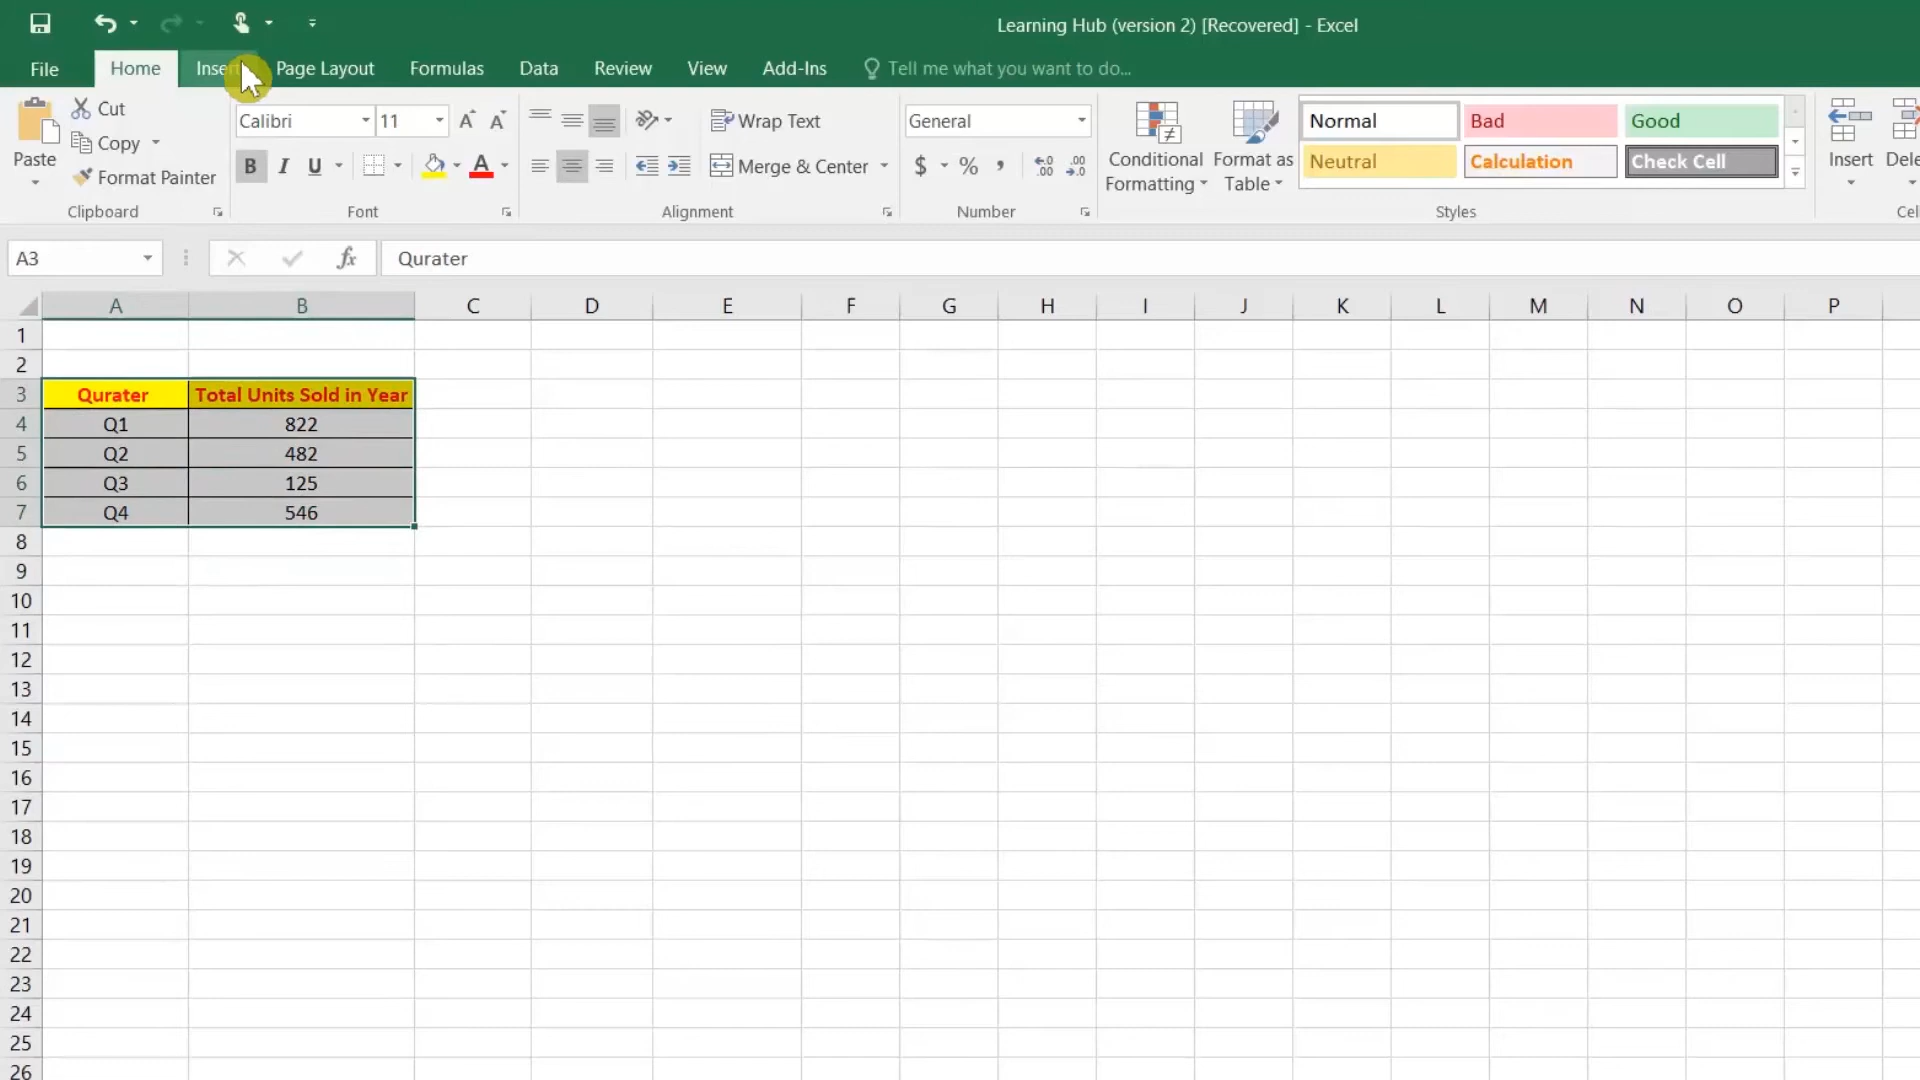 Learning Hub (version 2) [Recovered] - Excel
File Home Insert Page Layout Formulas Data Review View Add-Ins Tell me what you want to do...
Paste
Cut
Copy
Format Painter
Clipboard
Calibri 11
B I U
Font
Wrap Text
Merge & Center
Alignment
General
$ % , .00 .00
Number
Conditional Formatting
Format as Table
Normal Bad Good
Neutral Calculation Check Cell
Styles
Insert
A3 fx Qurater
A B C D E F G H I J K L M N O P
1
2
3 Qurater Total Units Sold in Year
4 Q1 822
5 Q2 482
6 Q3 125
7 Q4 546
8
9
10
11
12
13
14
15
16
17
18
19
20
21
22
23
24
25
26